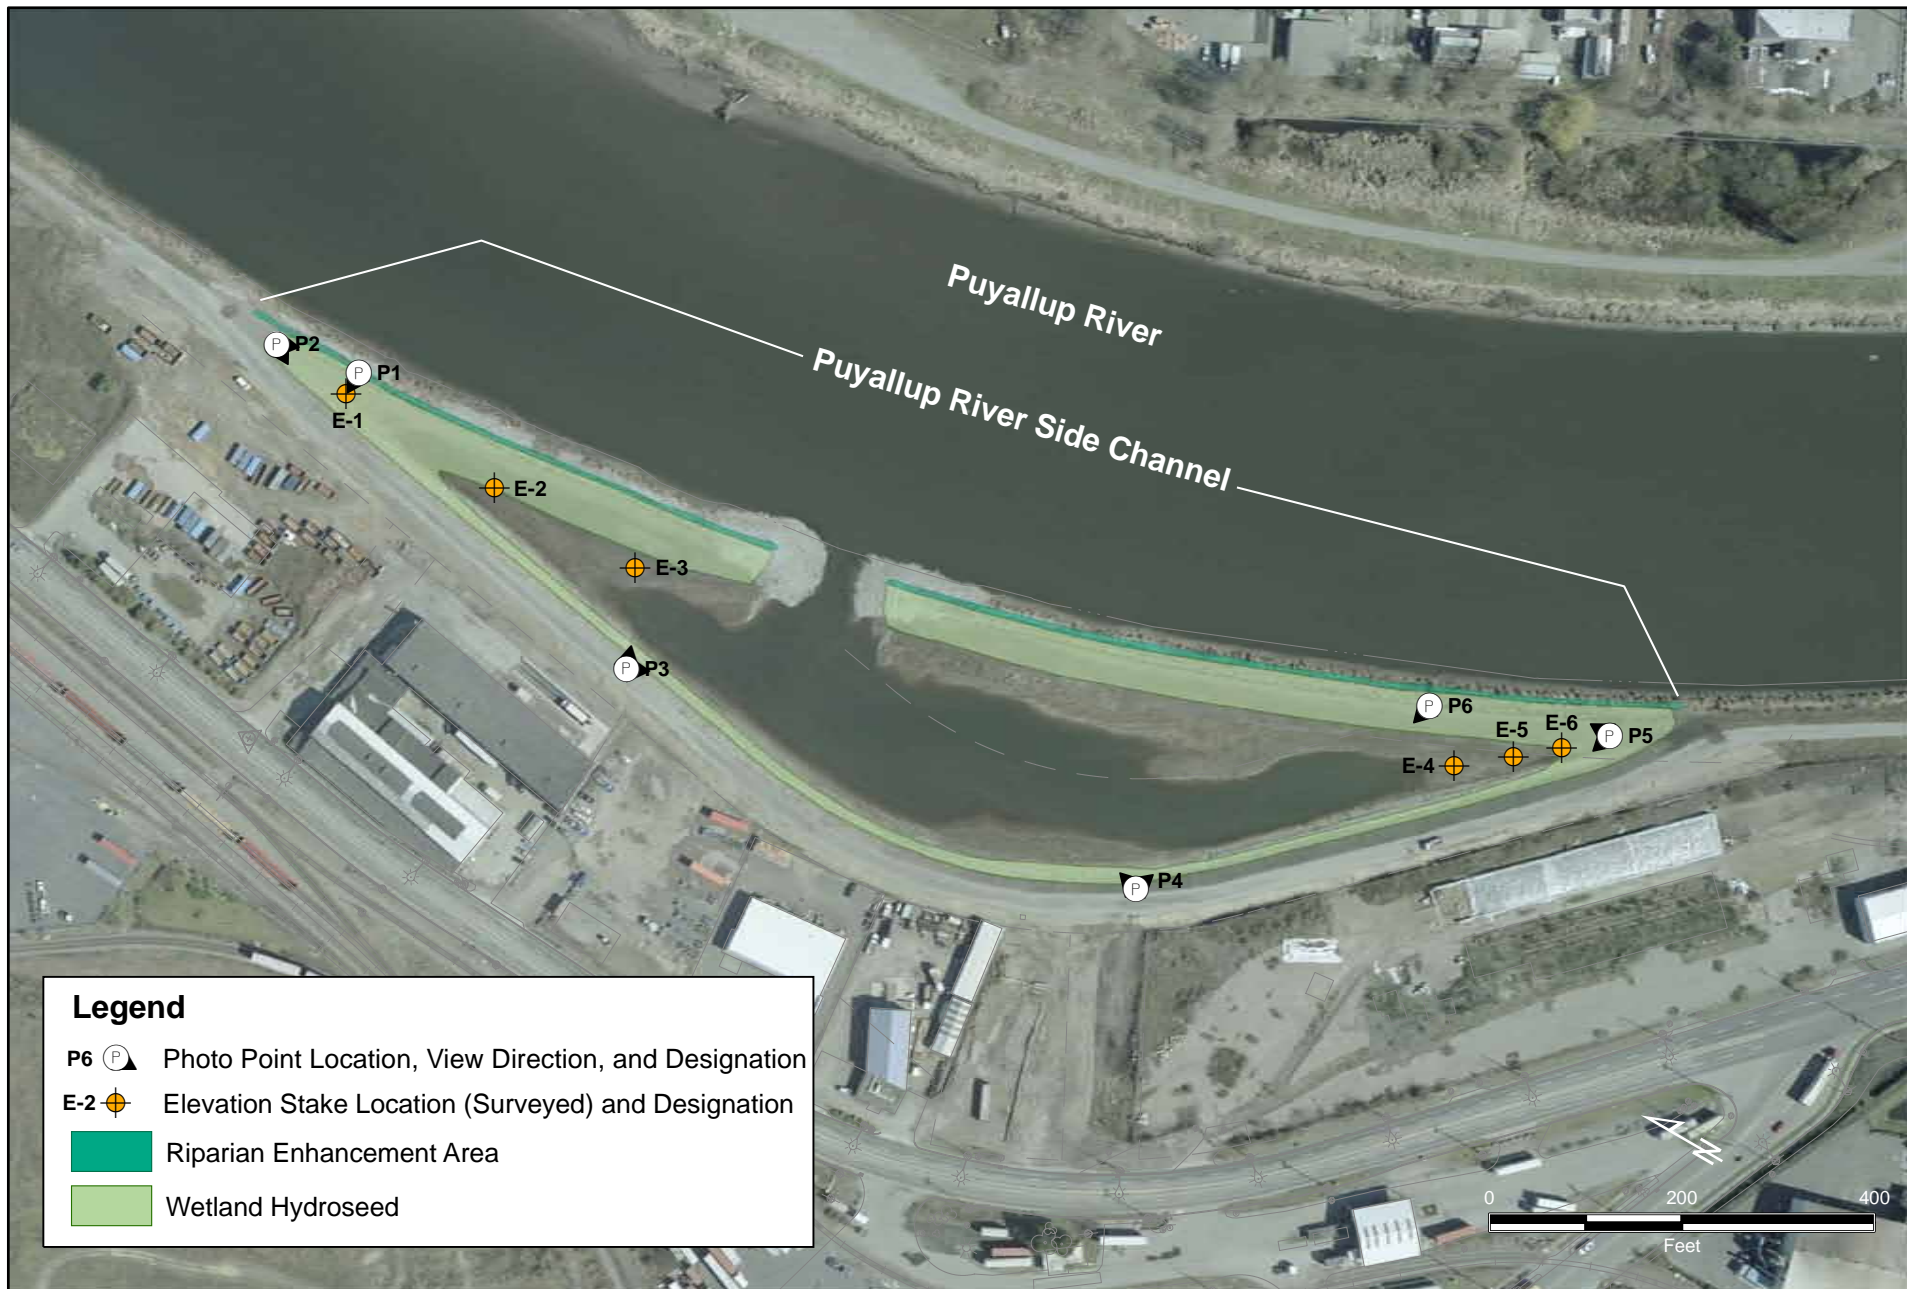 Puyallup River
Puyallup River Side Channel
P2
P1
E-1
E-2
E-3
P3
P6
E-6
E-5
P5
E-4
P4
Legend
P6 P Photo Point Location, View Direction, and Designation
E-2 Elevation Stake Location (Surveyed) and Designation
Riparian Enhancement Area
Wetland Hydroseed
N
0 200 400
Feet
P
P
P
P
P
P